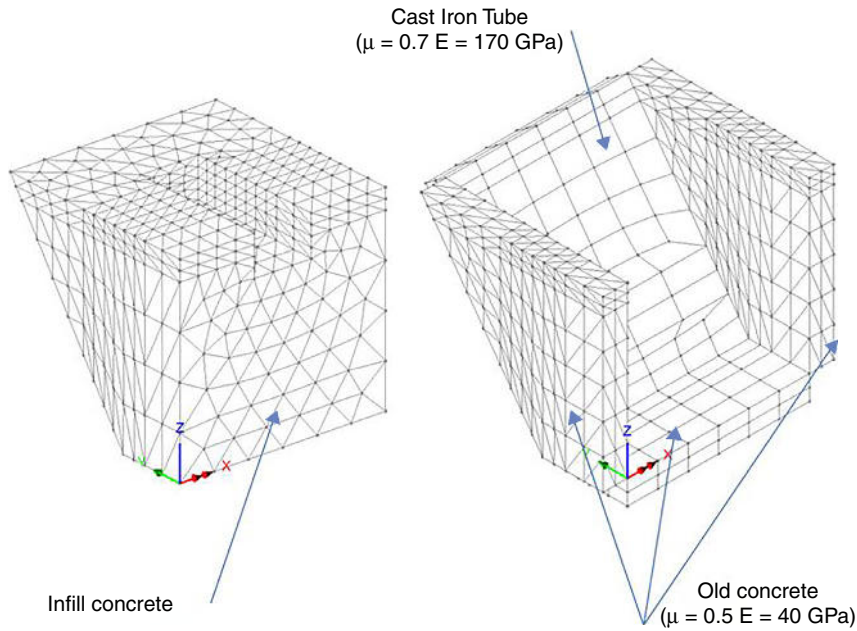 Cast Iron Tube
(μ = 0.7 E = 170 GPa)
Z
Y
X
Z
Y
X
Infill concrete
Old concrete
(μ = 0.5 E = 40 GPa)